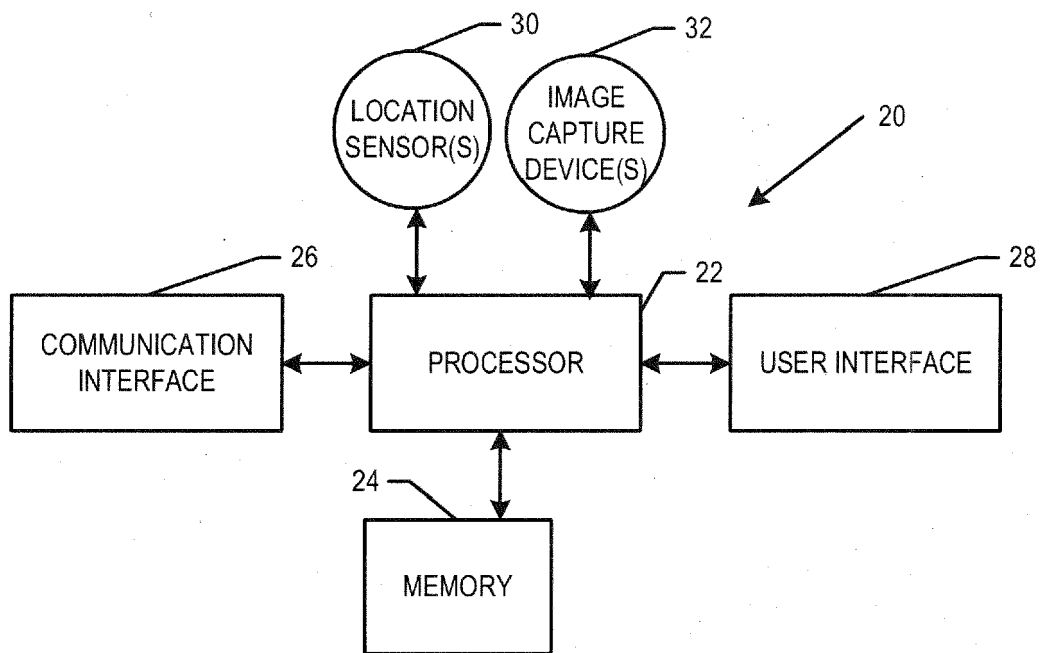 30
32
LOCATION
SENSOR(S)
IMAGE
CAPTURE
DEVICE(S)
20
26
22
28
COMMUNICATION
INTERFACE
PROCESSOR
USER INTERFACE
24
MEMORY